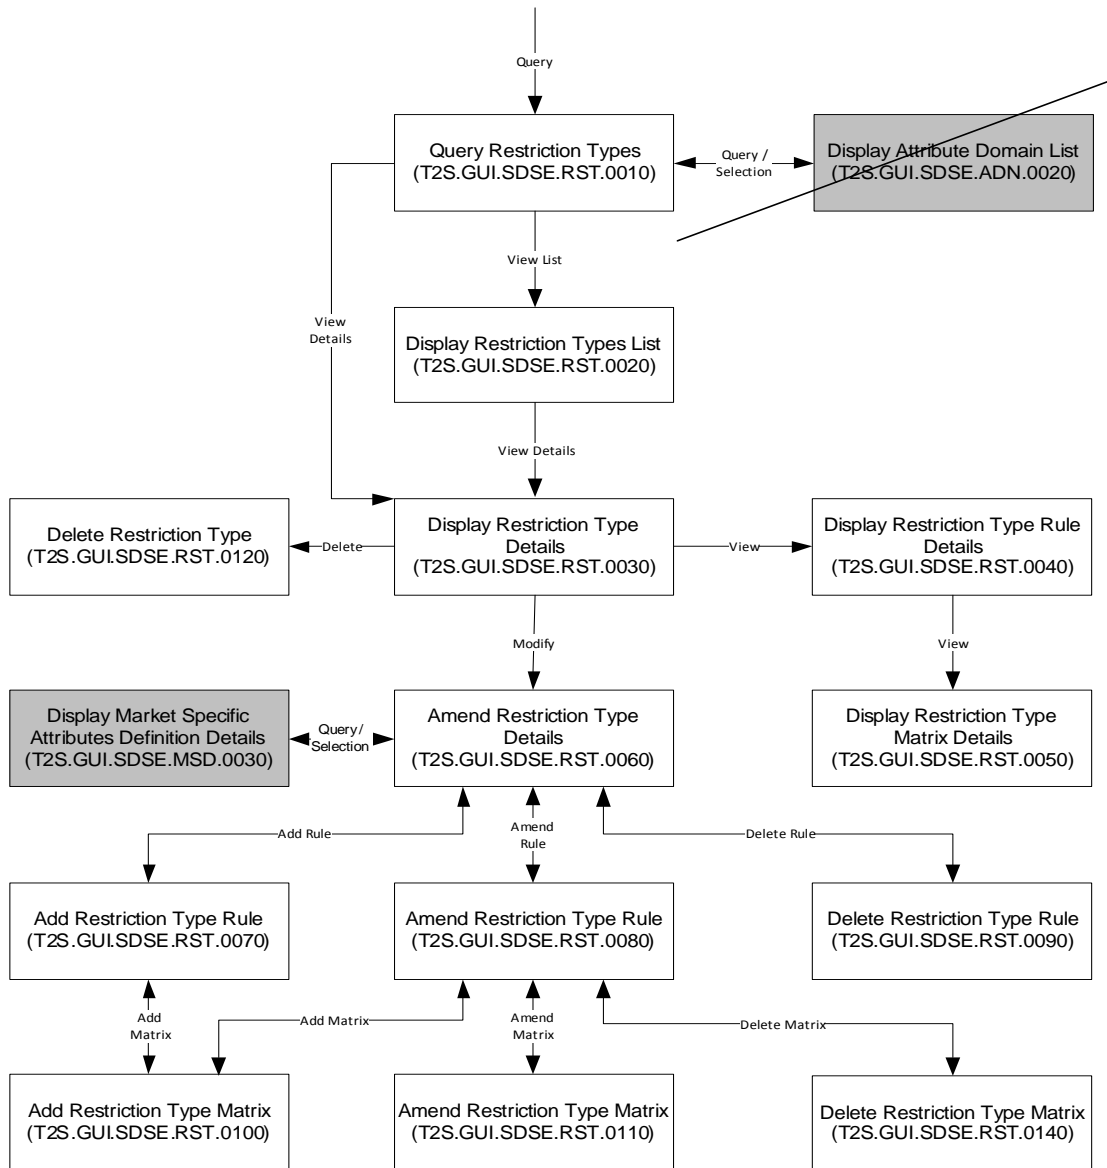 Query
Query Restriction Types
(T2S.GUI.SDSE.RST.0010)
Query /
Selection
Display Attribute Domain List
(T2S.GUI.SDSE.ADN.0020)
View List
View
Details
Display Restriction Types List
(T2S.GUI.SDSE.RST.0020)
View Details
Delete Restriction Type
(T2S.GUI.SDSE.RST.0120)
Delete
Display Restriction Type
Details
(T2S.GUI.SDSE.RST.0030)
View
Display Restriction Type Rule
Details
(T2S.GUI.SDSE.RST.0040)
Modify
View
Display Market Specific
Attributes Definition Details
(T2S.GUI.SDSE.MSD.0030)
Query/
Selection
Amend Restriction Type
Details
(T2S.GUI.SDSE.RST.0060)
Display Restriction Type
Matrix Details
(T2S.GUI.SDSE.RST.0050)
Add Rule
Amend
Rule
Delete Rule
Add Restriction Type Rule
(T2S.GUI.SDSE.RST.0070)
Amend Restriction Type Rule
(T2S.GUI.SDSE.RST.0080)
Delete Restriction Type Rule
(T2S.GUI.SDSE.RST.0090)
Add
Matrix
Add Matrix
Amend
Matrix
Delete Matrix
Add Restriction Type Matrix
(T2S.GUI.SDSE.RST.0100)
Amend Restriction Type Matrix
(T2S.GUI.SDSE.RST.0110)
Delete Restriction Type Matrix
(T2S.GUI.SDSE.RST.0140)